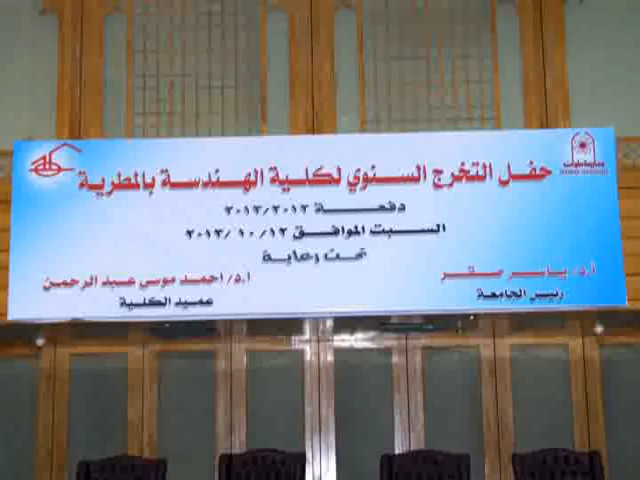 حفل التخرج السنوي لكلية الهندسة بالمطرية
دفعة ٢٠١٢/٢٠١٣
السبت الموافق ٢٠١٣/١٠/١٢
تحت رعاية
أ.د/ ياسر صقر
رئيس الجامعة
أ.د/ احمد موسى عبد الرحمن
عميد الكلية